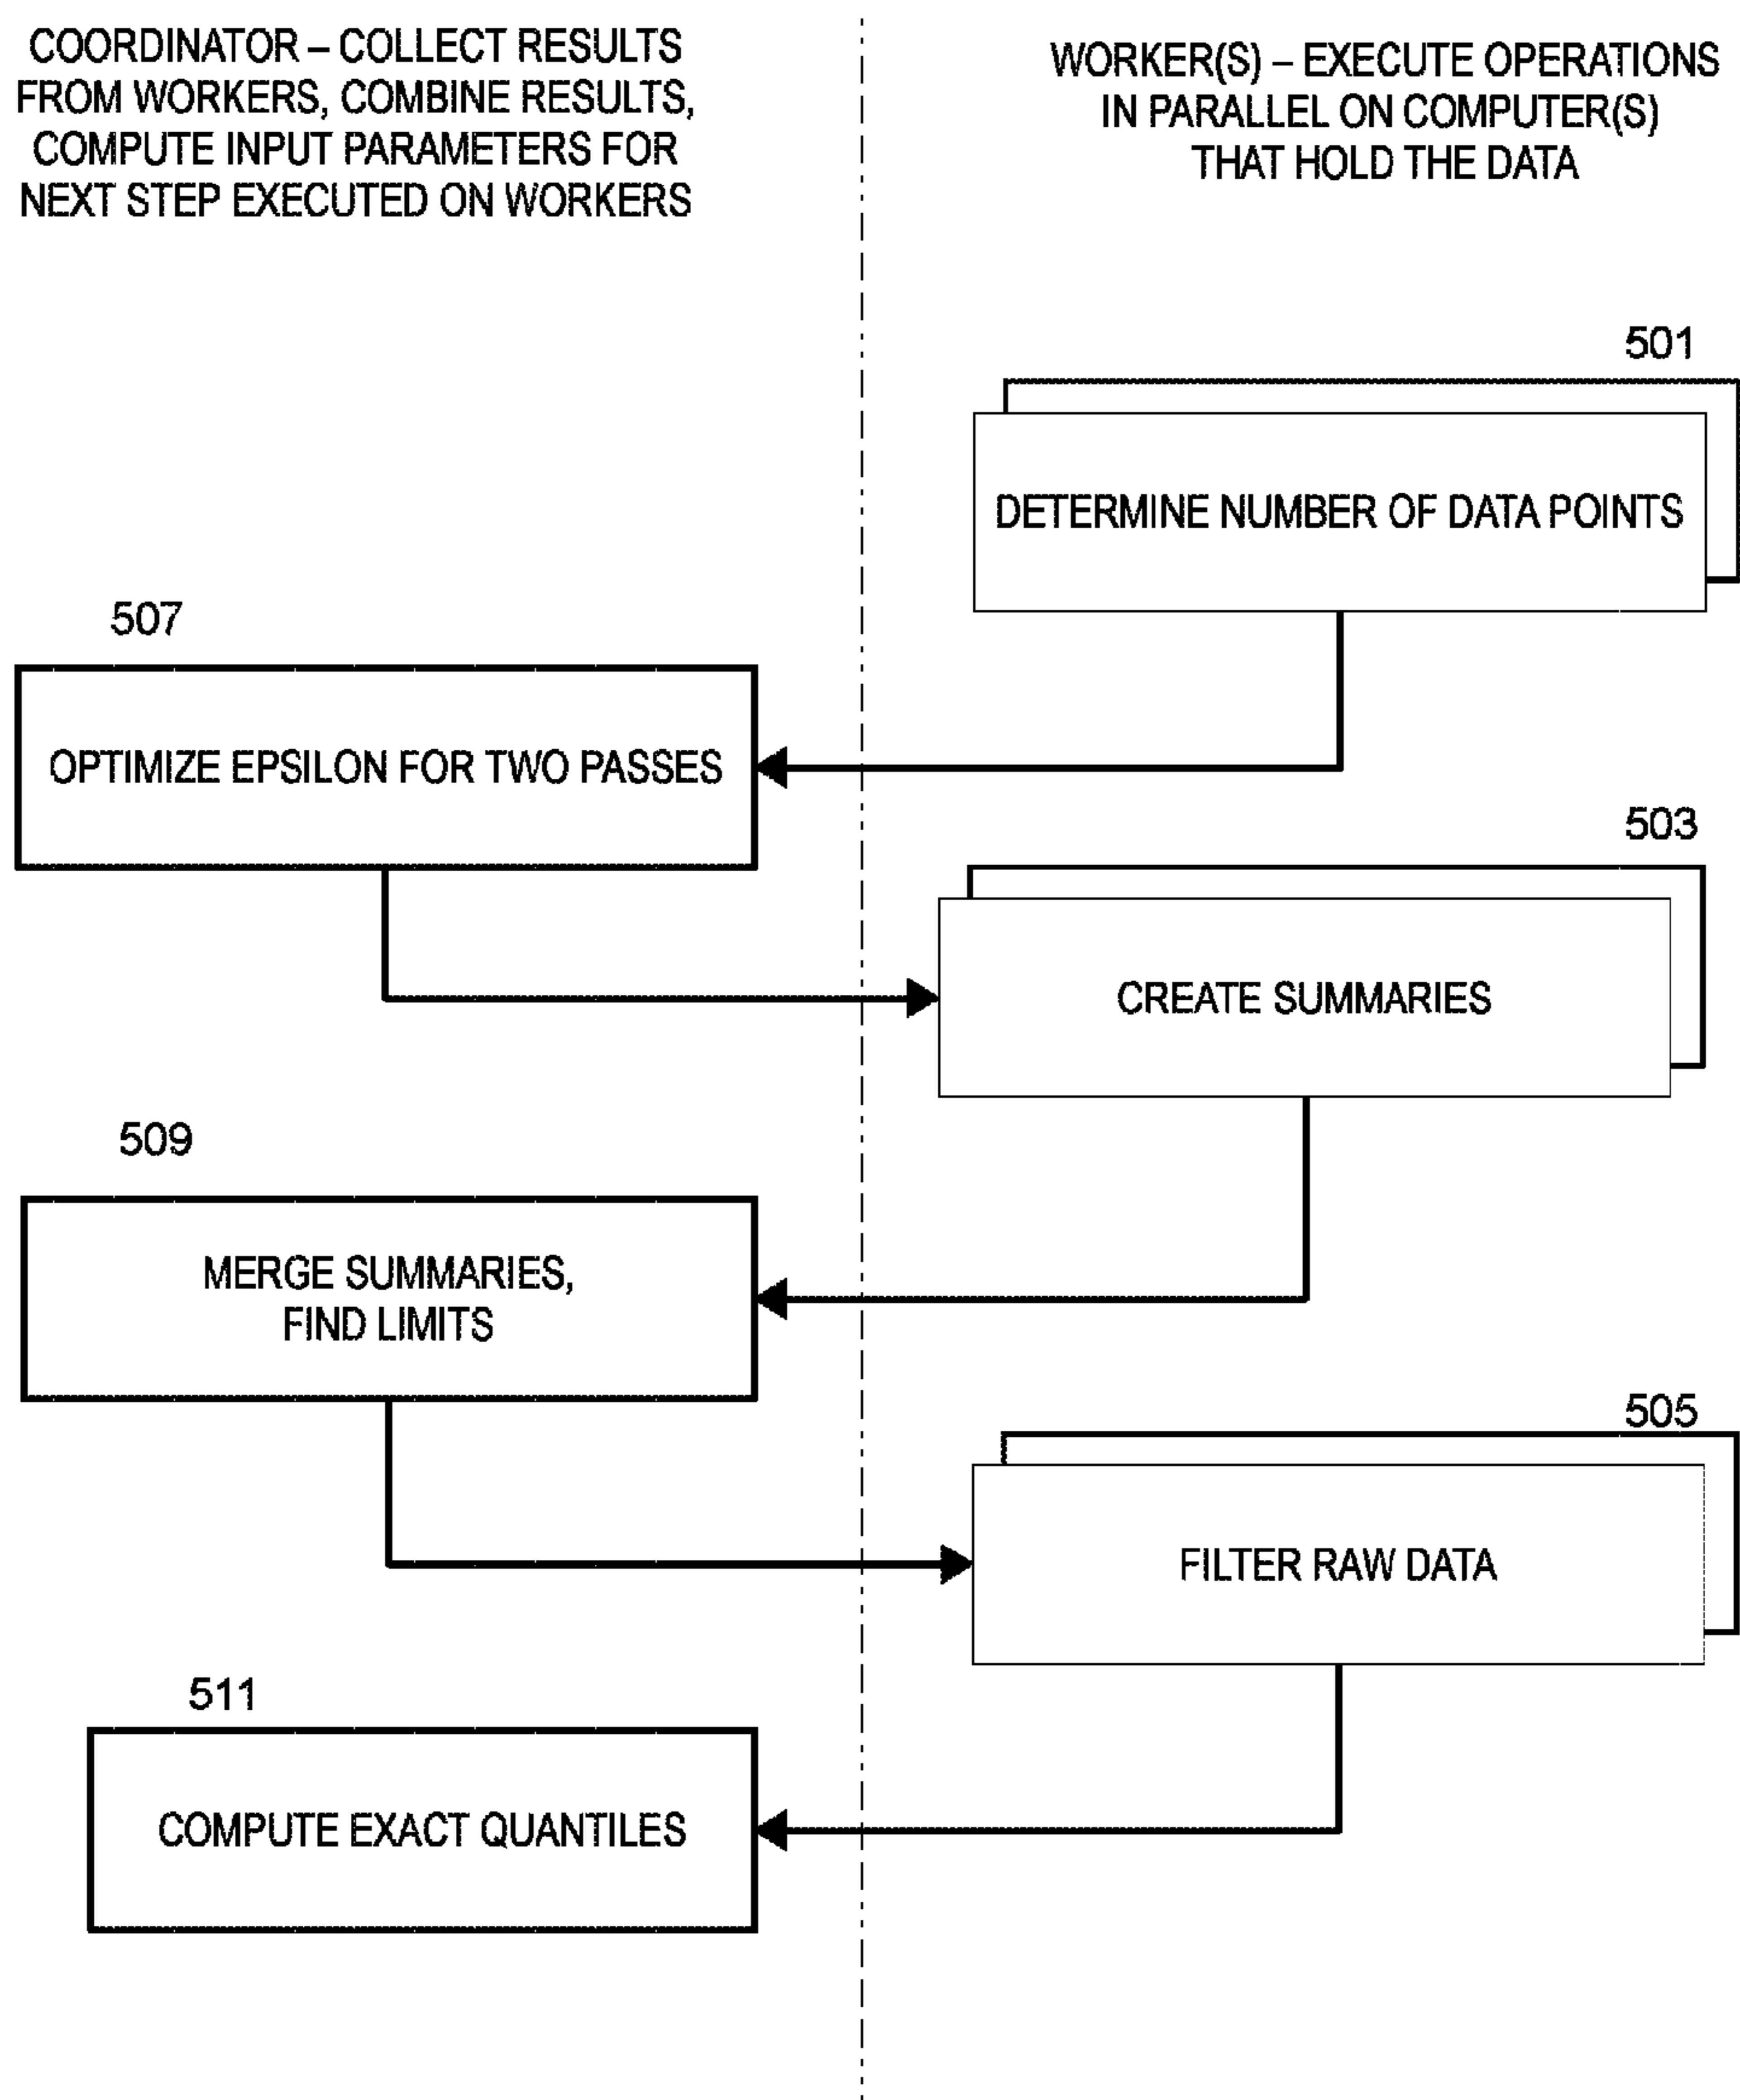 COORDINATOR – COLLECT RESULTS
FROM WORKERS, COMBINE RESULTS,
COMPUTE INPUT PARAMETERS FOR
NEXT STEP EXECUTED ON WORKERS
WORKER(S) – EXECUTE OPERATIONS
IN PARALLEL ON COMPUTER(S)
THAT HOLD THE DATA
501
DETERMINE NUMBER OF DATA POINTS
507
OPTIMIZE EPSILON FOR TWO PASSES
503
CREATE SUMMARIES
509
MERGE SUMMARIES,
FIND LIMITS
505
FILTER RAW DATA
511
COMPUTE EXACT QUANTILES